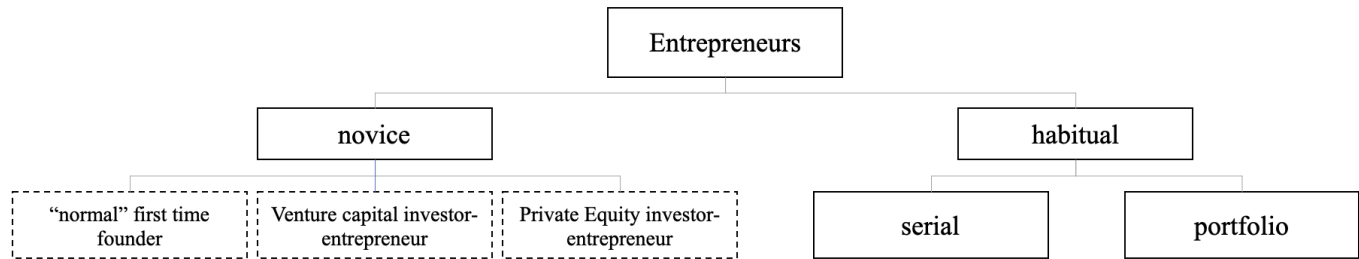 Entrepreneurs
novice
habitual
“normal” first time
founder
Venture capital investor-
entrepreneur
Private Equity investor-
entrepreneur
serial
portfolio